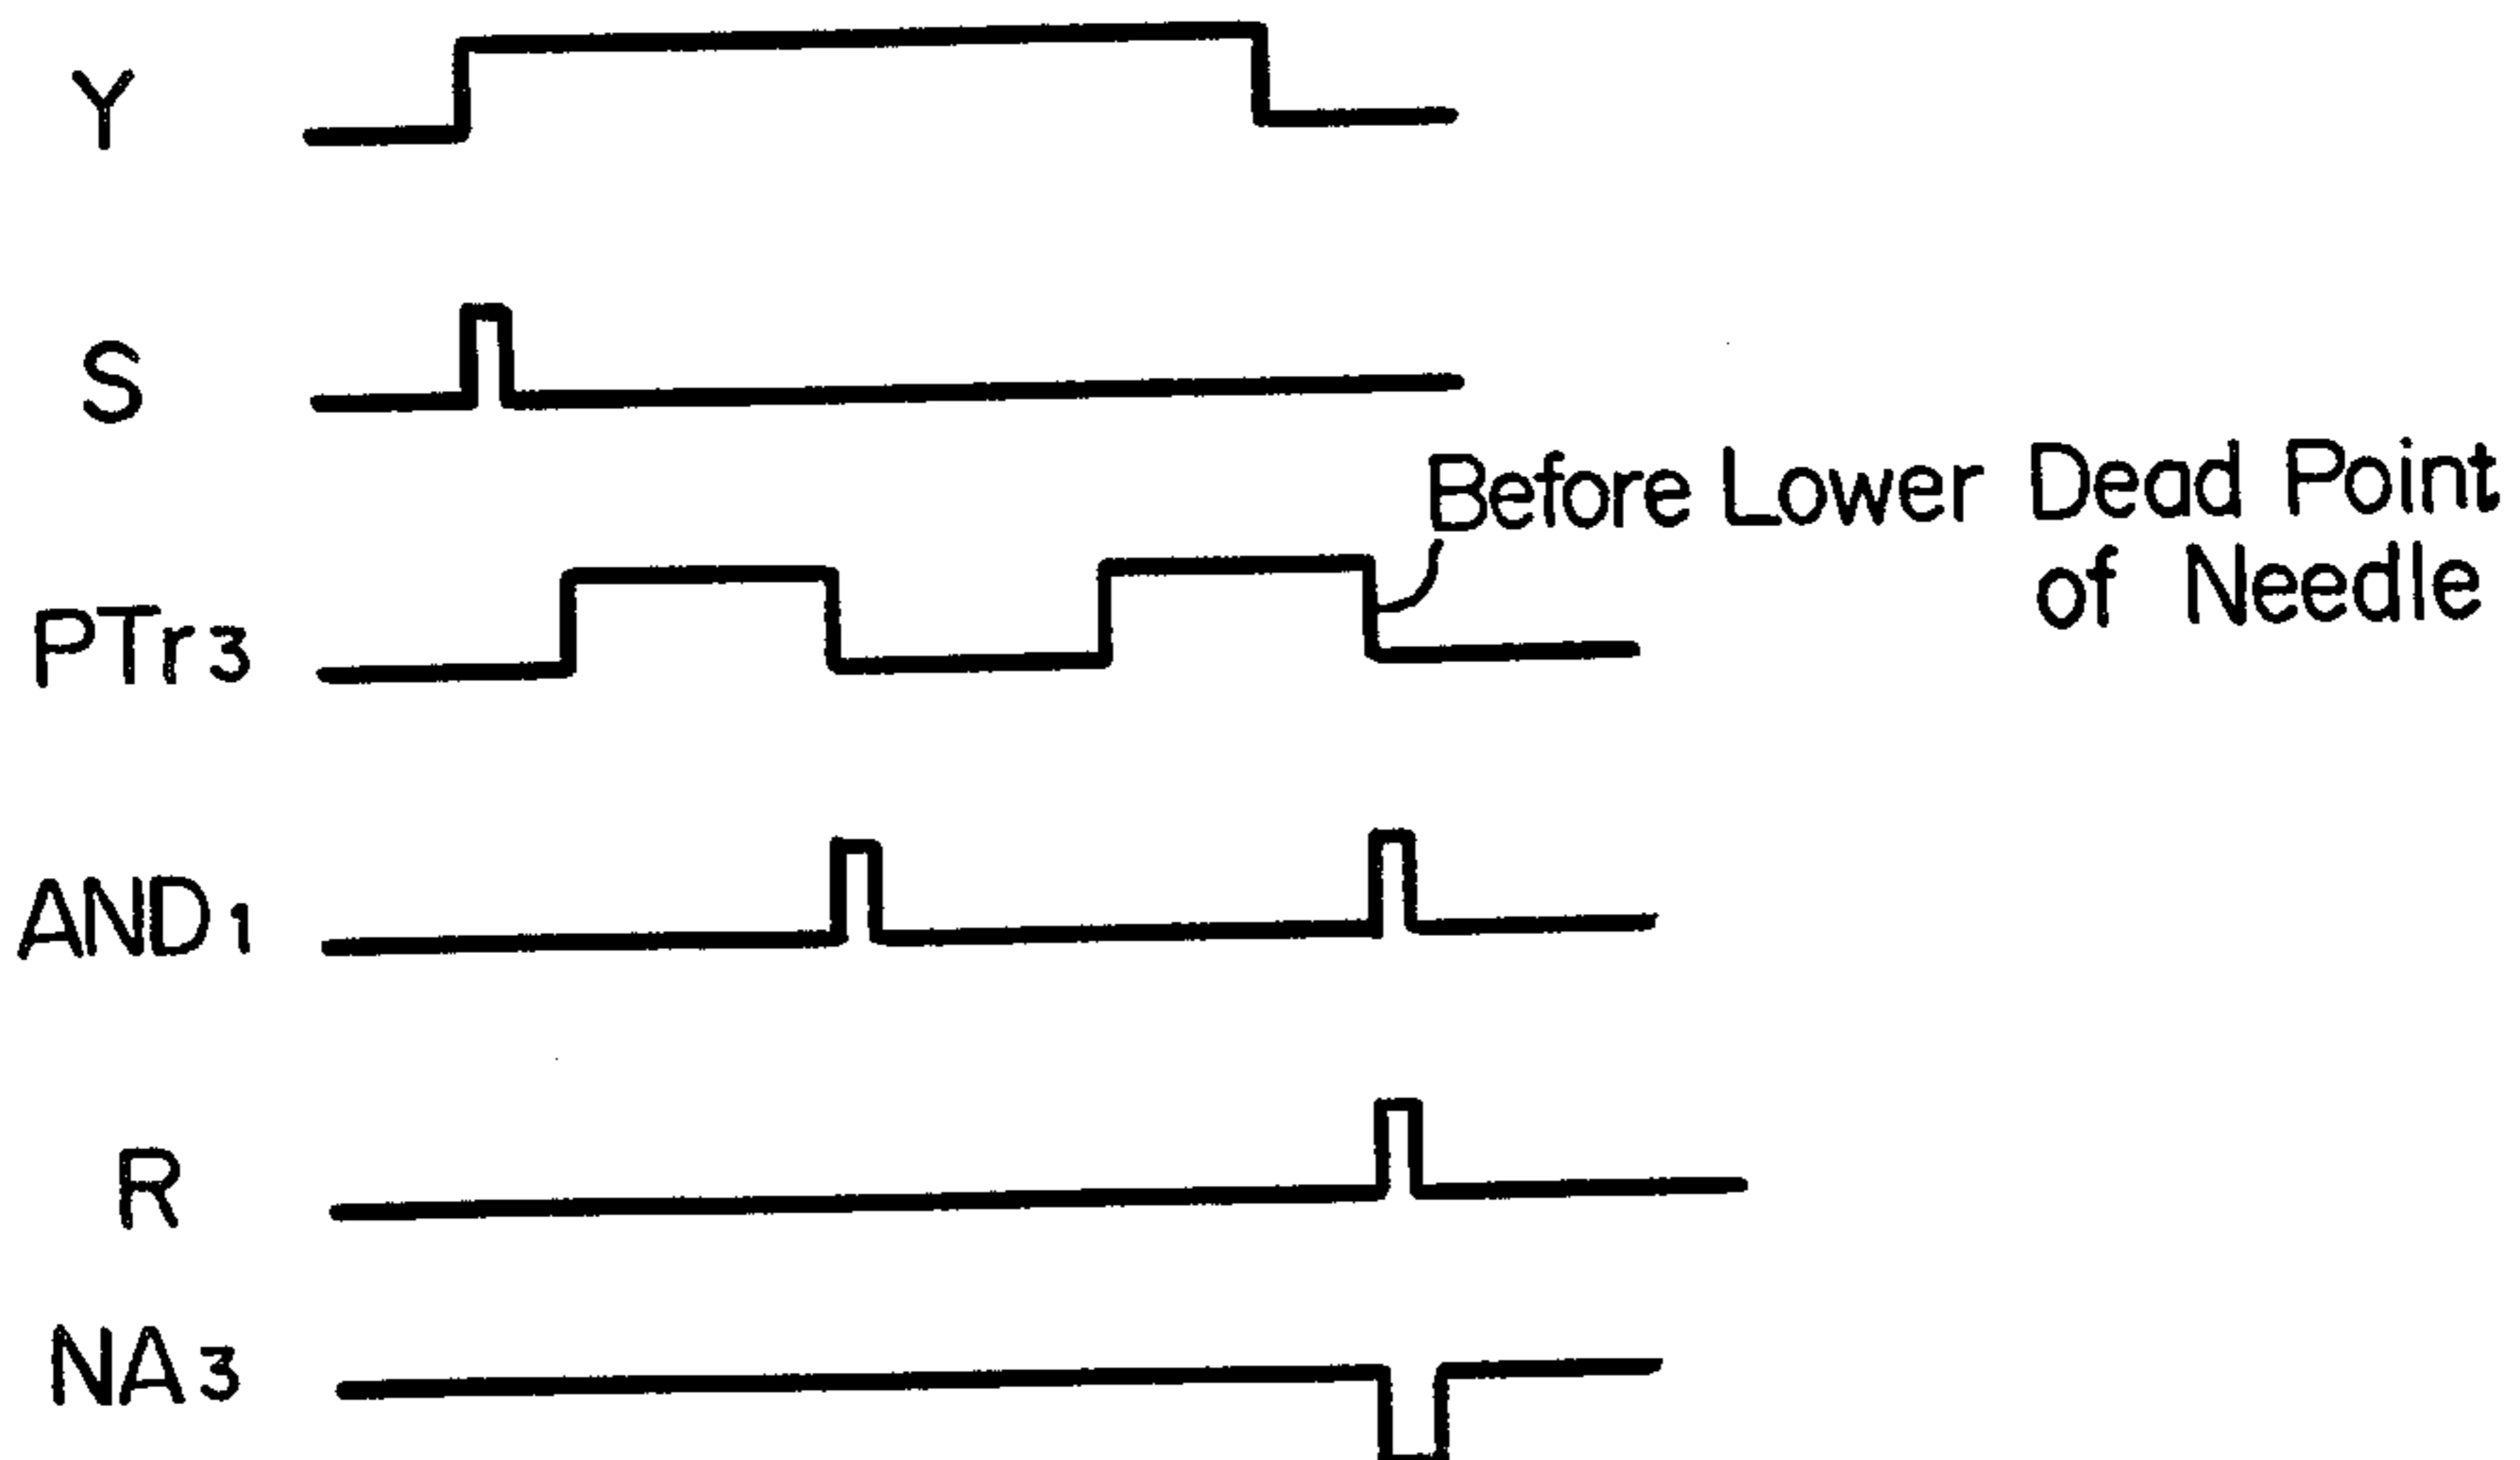 Y
S
Before Lower Dead Point
of Needle
PTr3
AND1
R
NA3